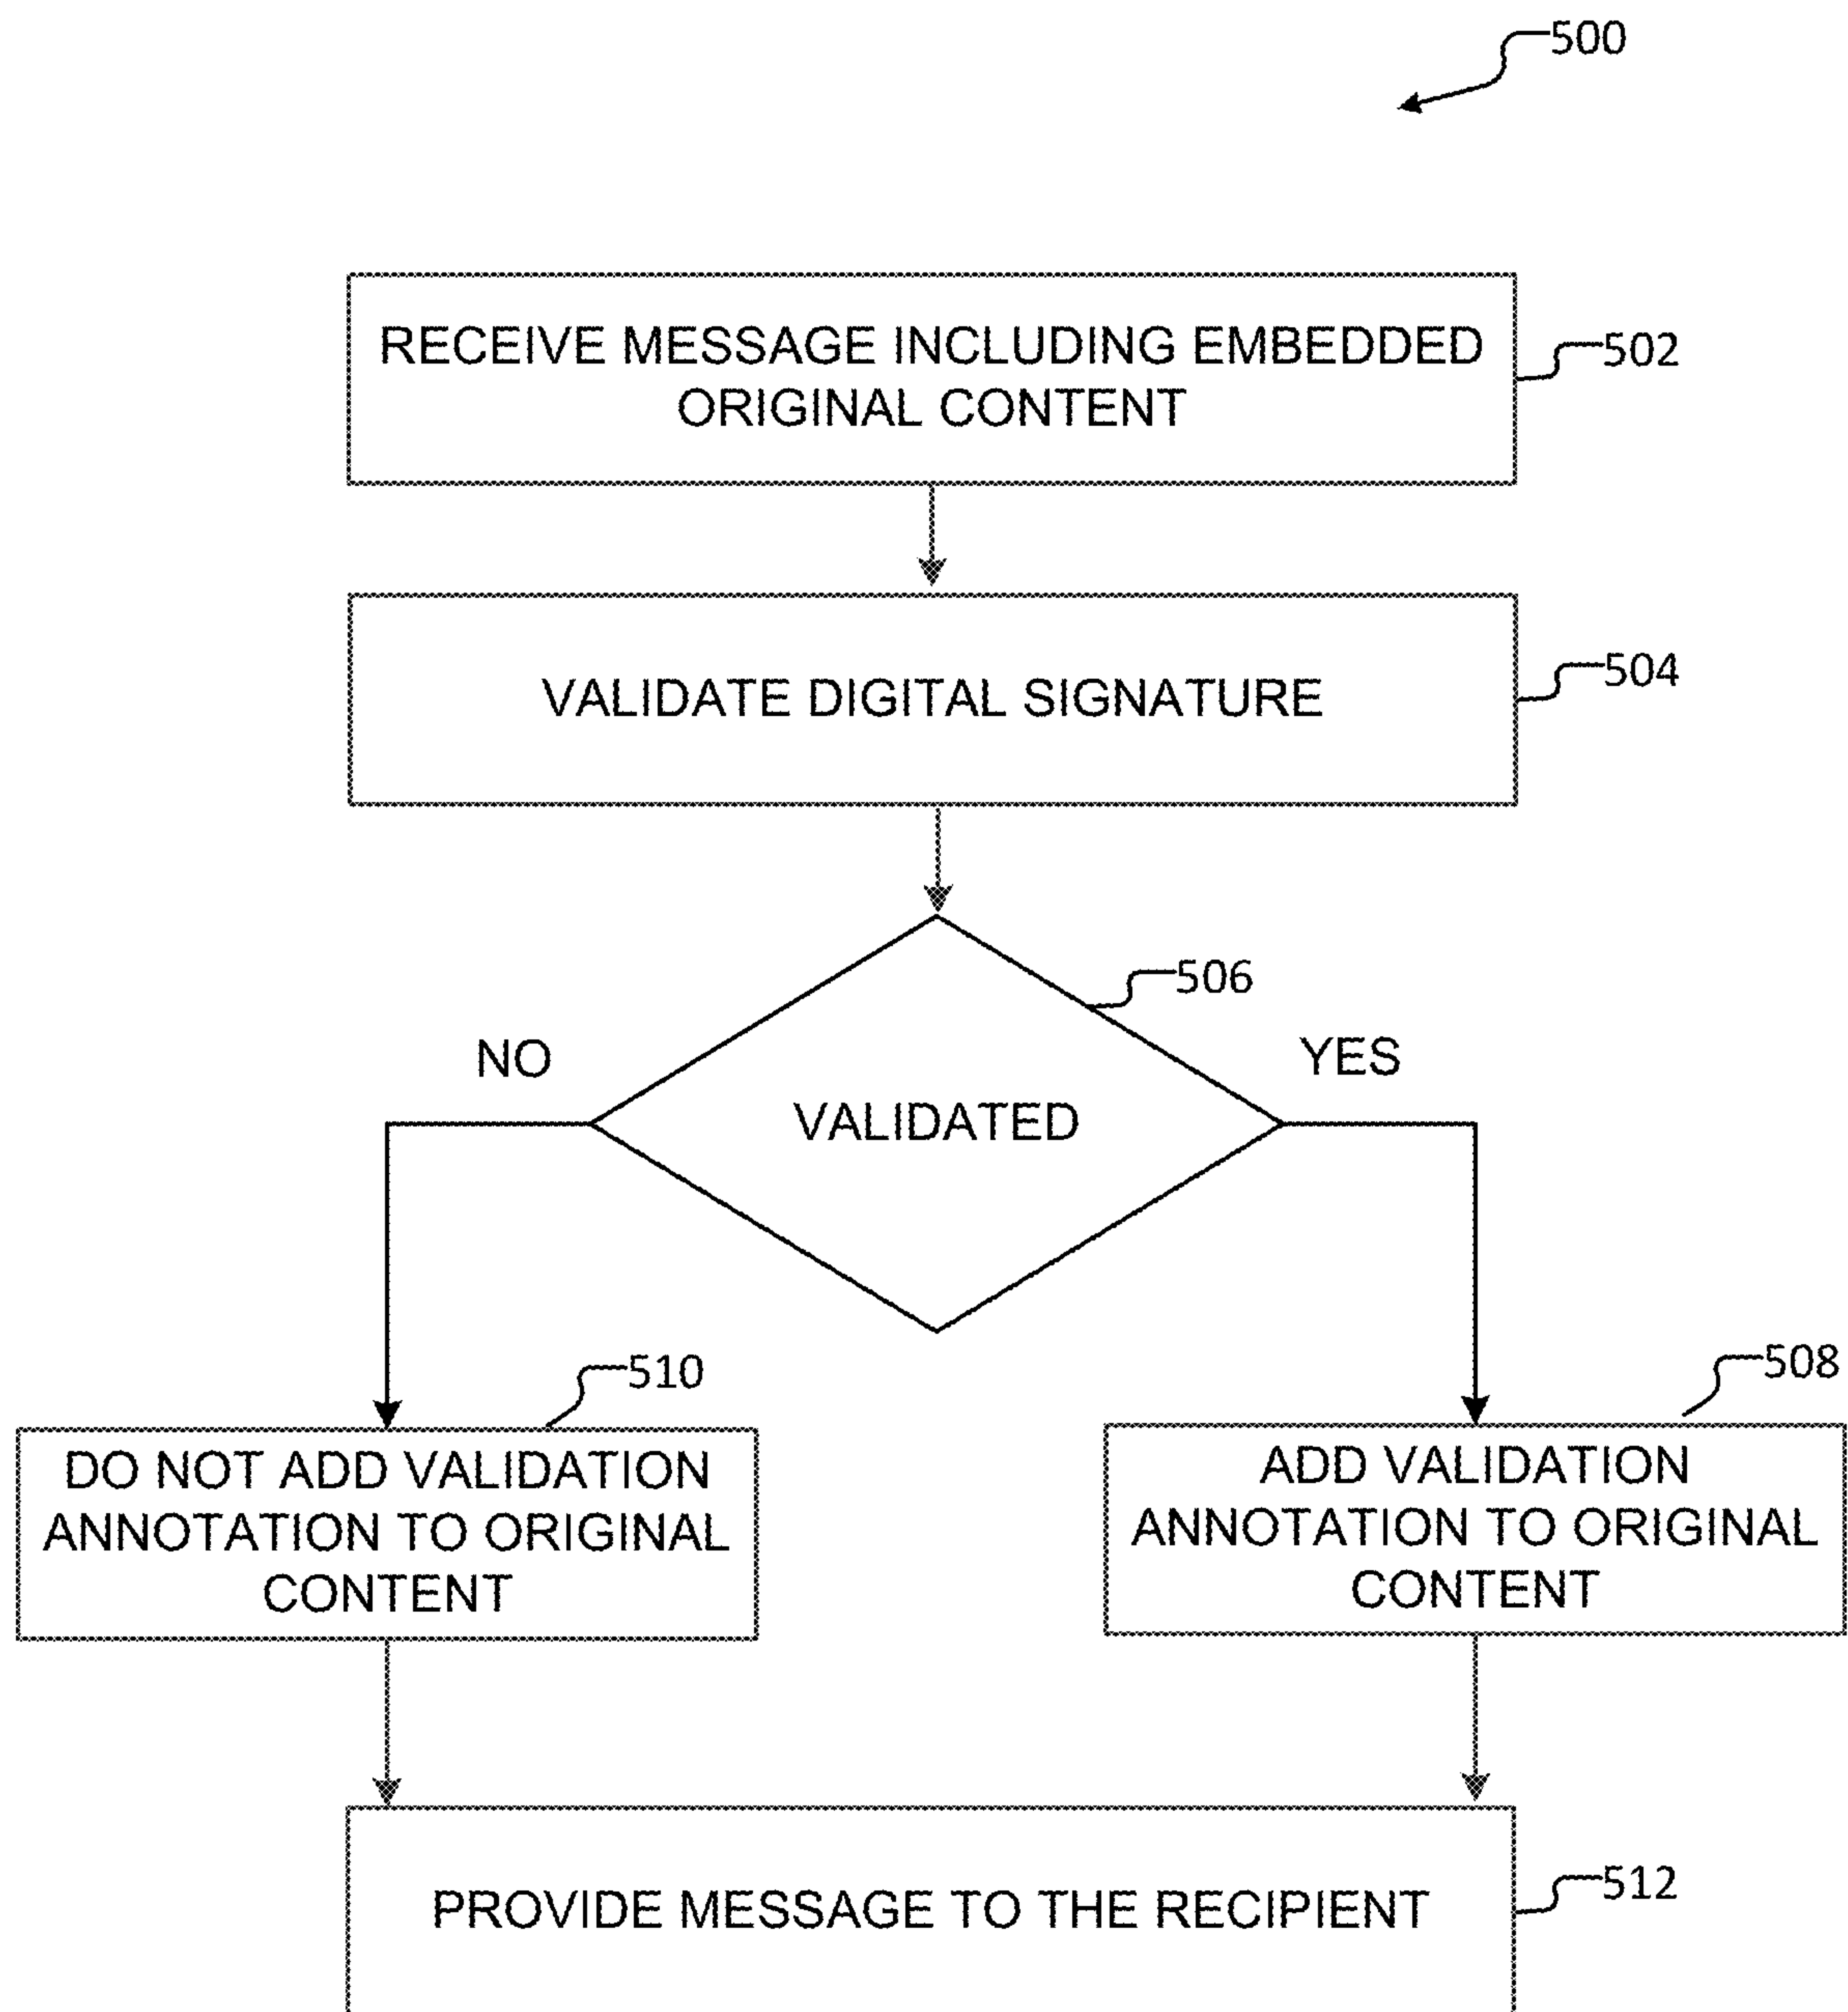 500
RECEIVE MESSAGE INCLUDING EMBEDDED
ORIGINAL CONTENT
502
VALIDATE DIGITAL SIGNATURE
504
506
NO
YES
VALIDATED
510
508
DO NOT ADD VALIDATION
ANNOTATION TO ORIGINAL
CONTENT
ADD VALIDATION
ANNOTATION TO ORIGINAL
CONTENT
PROVIDE MESSAGE TO THE RECIPIENT
512